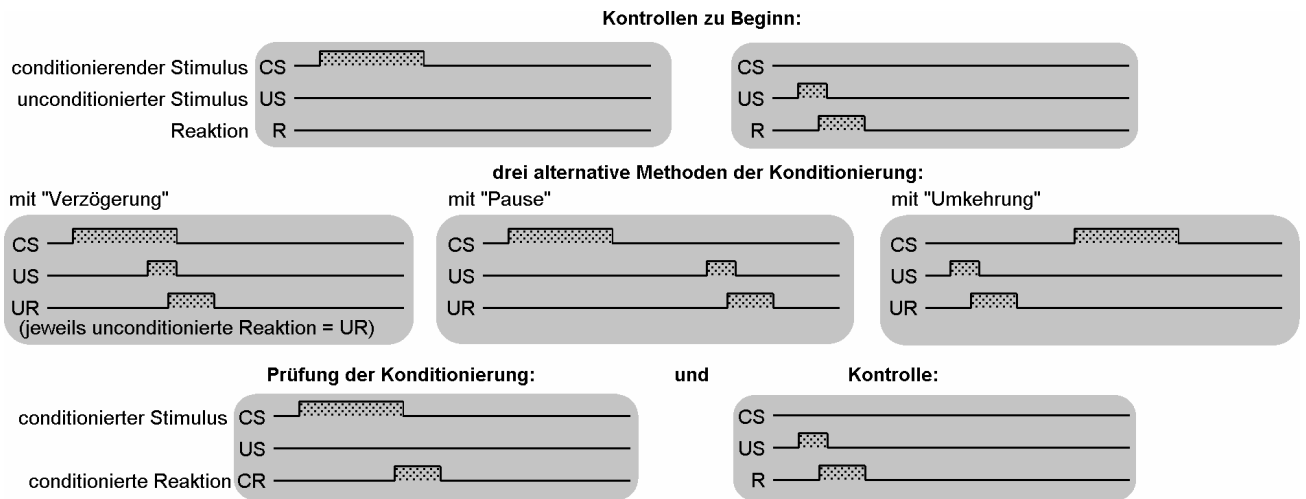 Kontrollen zu Beginn:
conditionierender Stimulus CS
CS
unconditionierter Stimulus US
US
Reaktion R
R
drei alternative Methoden der Konditionierung:
mit "Verzögerung"
mit "Pause"
mit "Umkehrung"
CS
CS
CS
US
US
US
UR
UR
UR
(jeweils unconditionierte Reaktion = UR)
Prüfung der Konditionierung: und Kontrolle:
conditionierter Stimulus CS
CS
US
US
conditionierte Reaktion CR
R